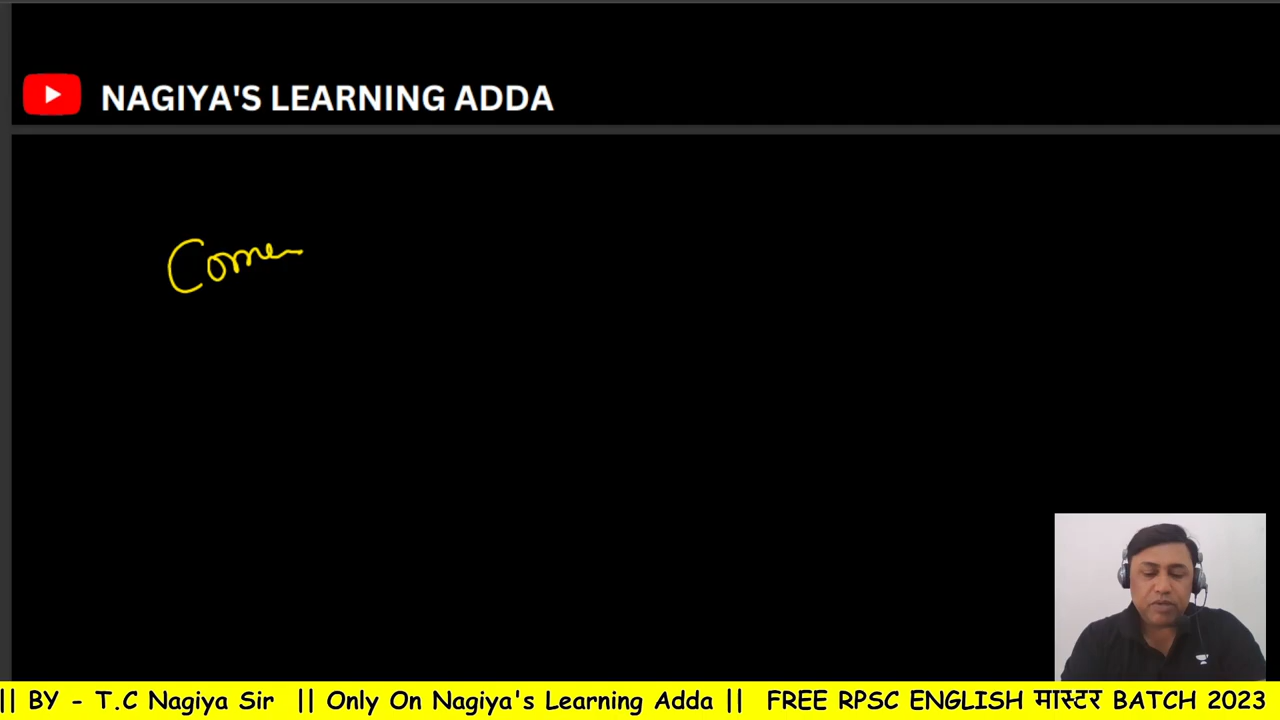 NAGIYA'S LEARNING ADDA
Come
|| BY - T.C Nagiya Sir || Only On Nagiya's Learning Adda || FREE RPSC ENGLISH मास्टर BATCH 2023